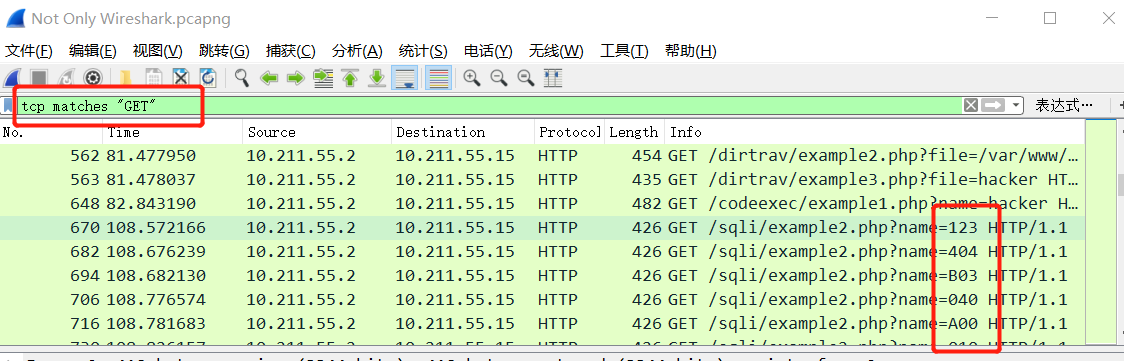 Not Only Wireshark.pcapng
文件(F) 编辑(E) 视图(V) 跳转(G) 捕获(C) 分析(A) 统计(S) 电话(Y) 无线(W) 工具(T) 帮助(H)
tcp matches "GET" 表达式…
No. Time Source Destination Protocol Length Info
562 81.477950 10.211.55.2 10.211.55.15 HTTP 454 GET /dirtrav/example2.php?file=/var/www/…
563 81.478037 10.211.55.2 10.211.55.15 HTTP 435 GET /dirtrav/example3.php?file=hacker HT…
648 82.843190 10.211.55.2 10.211.55.15 HTTP 482 GET /codeexec/example1.php?name=hacker H…
670 108.572166 10.211.55.2 10.211.55.15 HTTP 426 GET /sqli/example2.php?name=123 HTTP/1.1
682 108.676239 10.211.55.2 10.211.55.15 HTTP 426 GET /sqli/example2.php?name=404 HTTP/1.1
694 108.682130 10.211.55.2 10.211.55.15 HTTP 426 GET /sqli/example2.php?name=B03 HTTP/1.1
706 108.776574 10.211.55.2 10.211.55.15 HTTP 426 GET /sqli/example2.php?name=040 HTTP/1.1
716 108.781683 10.211.55.2 10.211.55.15 HTTP 426 GET /sqli/example2.php?name=A00 HTTP/1.1